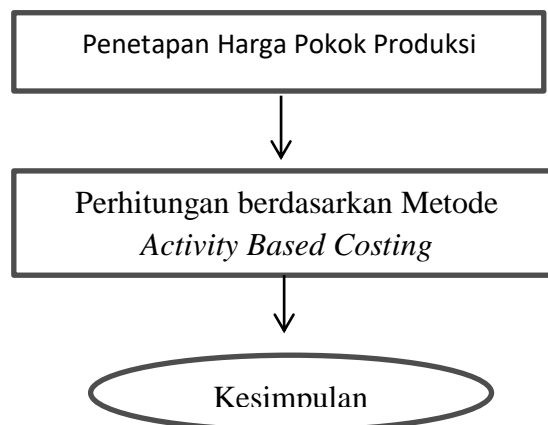 Penetapan Harga Pokok Produksi
Perhitungan berdasarkan Metode
Activity Based Costing
Kesimpulan